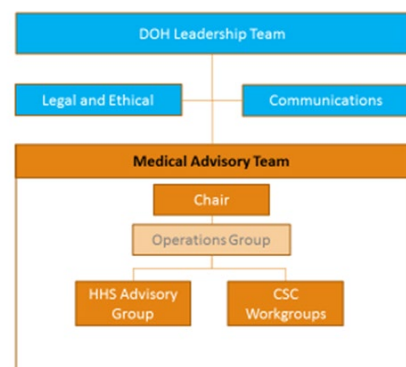 DOH Leadership Team
Legal and Ethical
Communications
Medical Advisory Team
Chair
Operations Group
HHS Advisory
Group
CSC
Workgroups